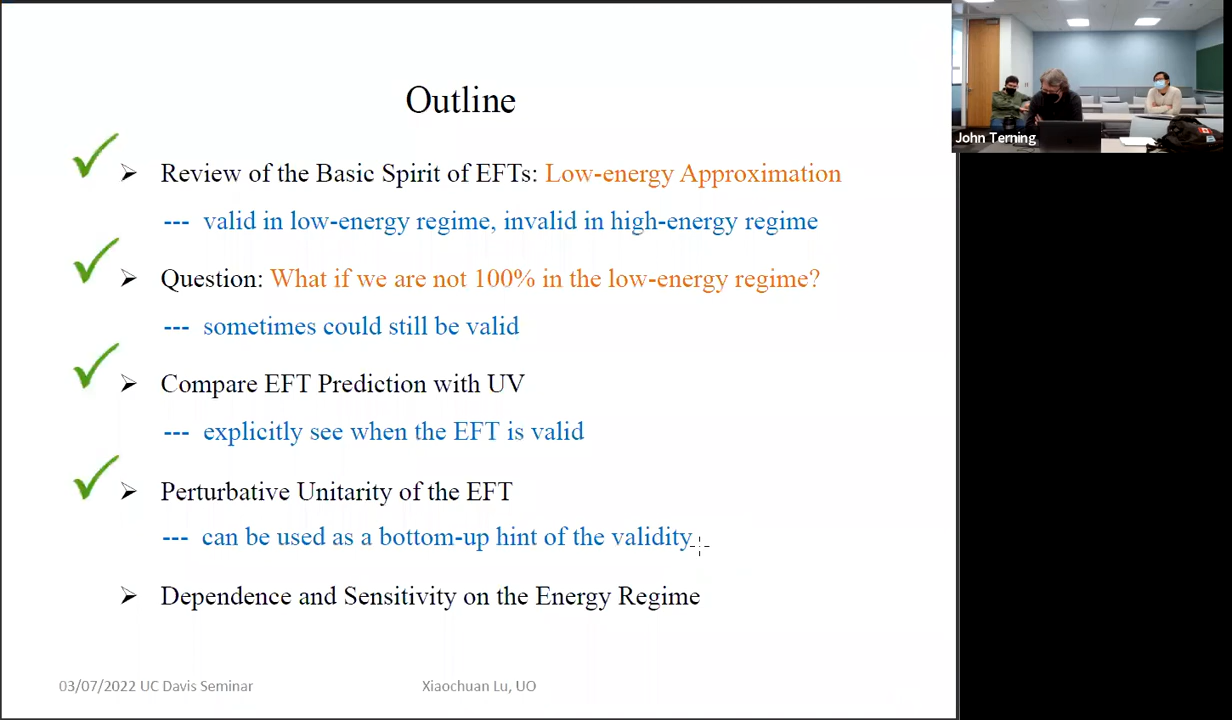 Outline
Review of the Basic Spirit of EFTs: Low-energy Approximation
--- valid in low-energy regime, invalid in high-energy regime
Question: What if we are not 100% in the low-energy regime?
--- sometimes could still be valid
Compare EFT Prediction with UV
--- explicitly see when the EFT is valid
Perturbative Unitarity of the EFT
--- can be used as a bottom-up hint of the validity
Dependence and Sensitivity on the Energy Regime
03/07/2022 UC Davis Seminar
Xiaochuan Lu, UO
John Terning